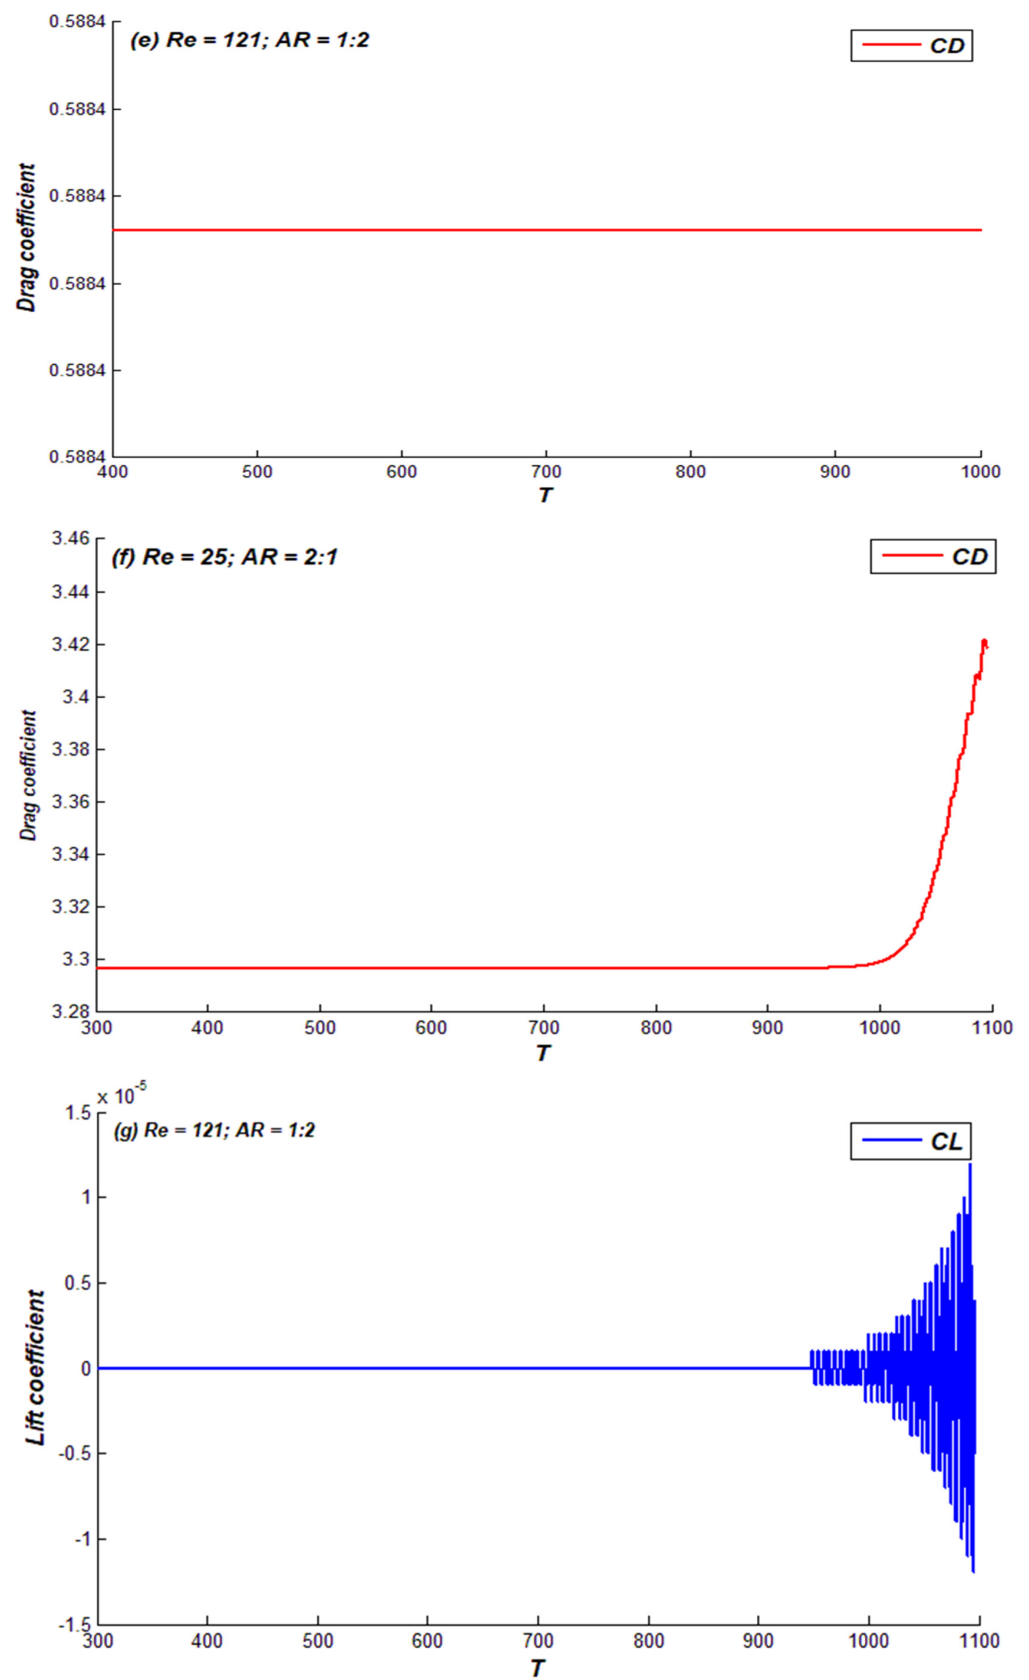 0.5884
(e) Re = 121; AR = 1:2
CD
0.5884
0.5884
0.5884
0.5884
0.5884
Drag coefficient
400 500 600 700 800 900 1000
T
3.46
(f) Re = 25; AR = 2:1
CD
3.44
3.42
3.4
3.38
3.36
3.34
3.32
3.3
3.28
Drag coefficient
300 400 500 600 700 800 900 1000 1100
T
x 10^-5
1.5
(g) Re = 121; AR = 1:2
CL
1
0.5
0
-0.5
-1
-1.5
Lift coefficient
300 400 500 600 700 800 900 1000 1100
T